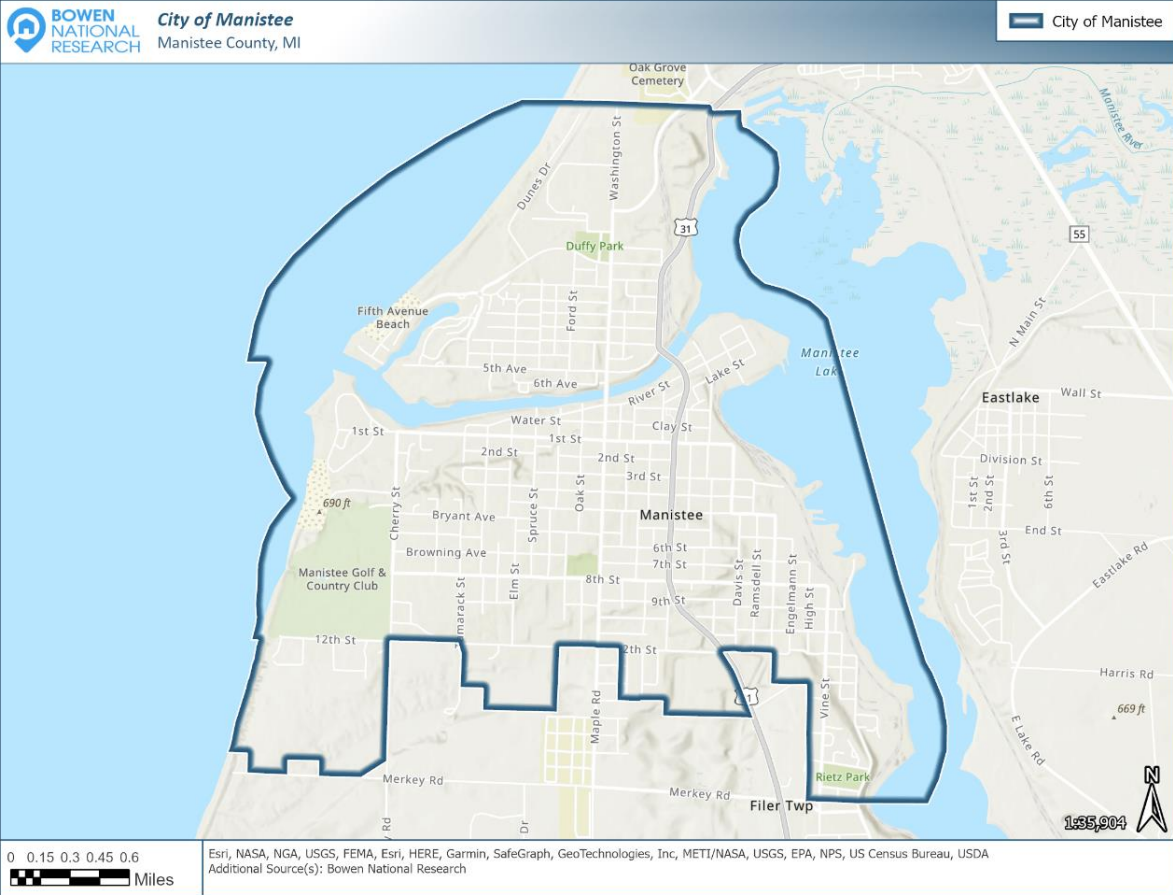 BOWEN
NATIONAL
RESEARCH
City of Manistee
Manistee County, MI
City of Manistee
Oak Grove
Cemetery
Manistee River
Washington St
Dunes Dr
31
55
Duffy Park
Ford St
Fifth Avenue
Beach
N Main St
Manistee
Lake
5th Ave
6th Ave
River St
Lake St
Eastlake
Wall St
Water St
Clay St
1st St
1st St
2nd St
2nd St
3rd St
Division St
1st St
2nd St
6th St
Cherry St
Spruce St
Oak St
690 ft
Bryant Ave
Manistee
End St
3rd St
Browning Ave
6th St
7th St
Eastlake Rd
Manistee Golf &
Country Club
Elm St
8th St
Davis St
Ramsdell St
Engelmann St
High St
marack St
9th St
12th St
2th St
Harris Rd
Vine St
1
Maple Rd
669 ft
E Lake Rd
Merkey Rd
Merkey Rd
Rietz Park
Filer Twp
N
1:35,904
y Rd
Dr
0 0.15 0.3 0.45 0.6
Miles
Esri, NASA, NGA, USGS, FEMA, Esri, HERE, Garmin, SafeGraph, GeoTechnologies, Inc, METI/NASA, USGS, EPA, NPS, US Census Bureau, USDA
Additional Source(s): Bowen National Research